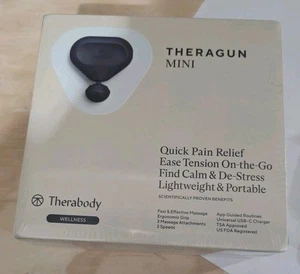 THERAGUN
MINI
Quick Pain Relief
Ease Tension On-the-Go
Find Calm & De-Stress
Lightweight & Portable
SCIENTIFICALLY PROVEN BENEFITS
Therabody
WELLNESS
Fast & Effective Massage
Ergonomic Grip
3 Massage Attachments
3 Speeds
App Guided Routines
Universal USB-C Charger
TSA Approved
US FDA Registered